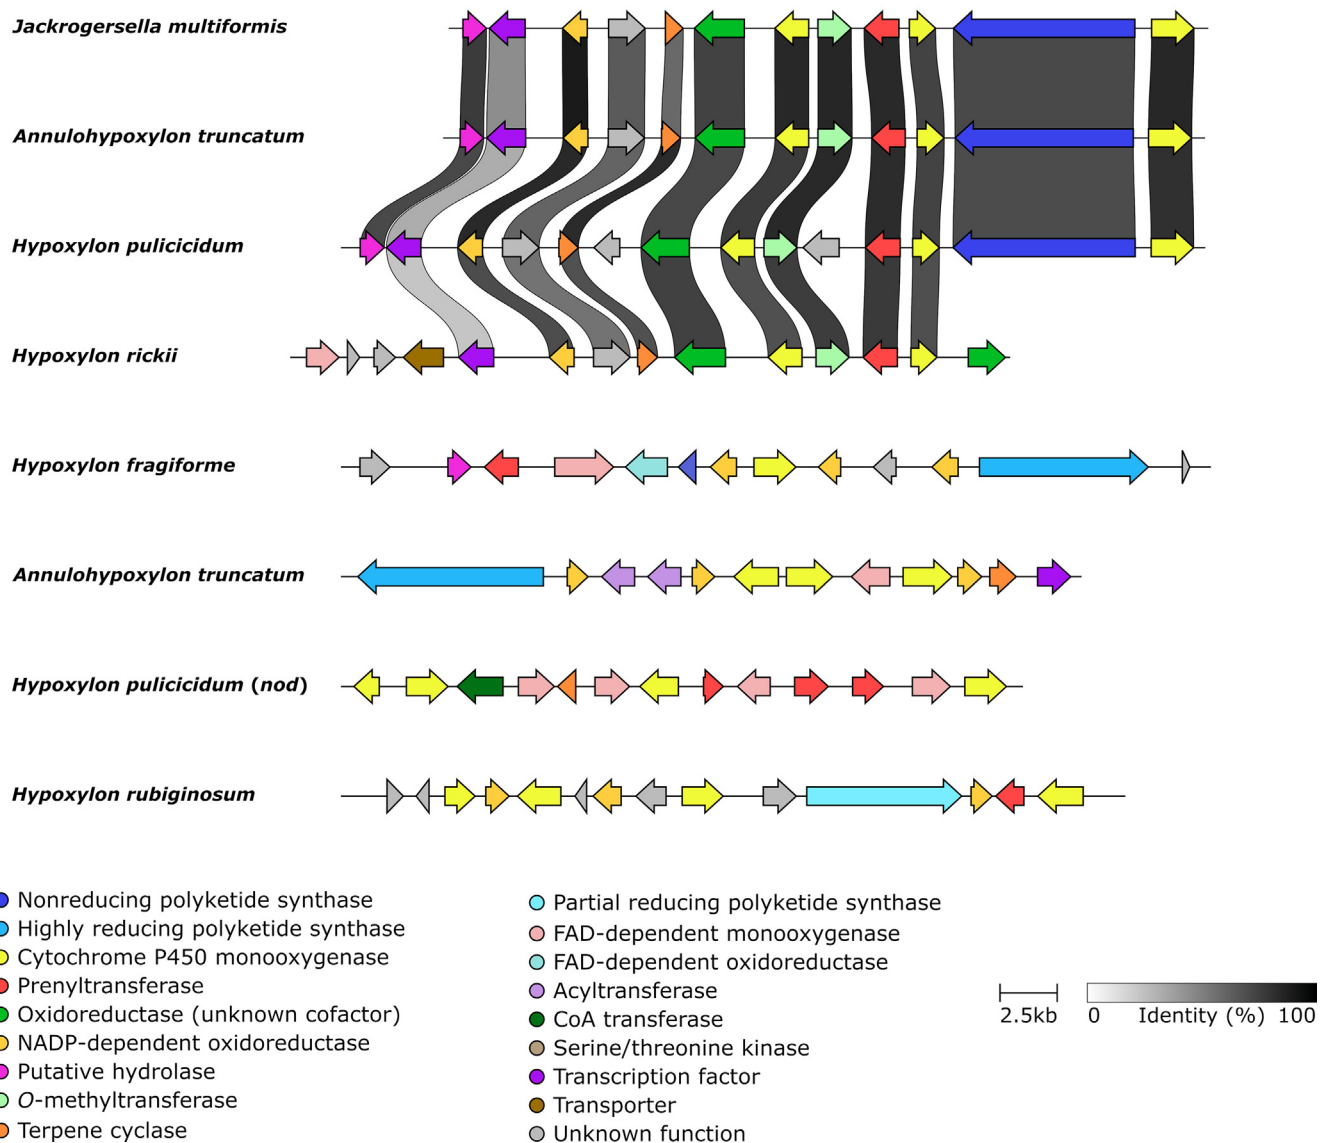 Jackrogersella multiformis
Annulohypoxylon truncatum
Hypoxylon pulicicidum
Hypoxylon rickii
Hypoxylon fragiforme
Annulohypoxylon truncatum
Hypoxylon pulicicidum (nod)
Hypoxylon rubiginosum
Nonreducing polyketide synthase
Highly reducing polyketide synthase
Cytochrome P450 monooxygenase
Prenyltransferase
Oxidoreductase (unknown cofactor)
NADP-dependent oxidoreductase
Putative hydrolase
O-methyltransferase
Terpene cyclase
Partial reducing polyketide synthase
FAD-dependent monooxygenase
FAD-dependent oxidoreductase
Acyltransferase
CoA transferase
Serine/threonine kinase
Transcription factor
Transporter
Unknown function
2.5kb
0 Identity (%) 100